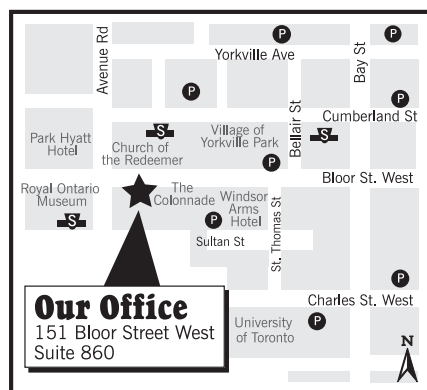 P
P
Yorkville Ave
Avenue Rd
Bay St
P
P
Cumberland St
Bellair St
S
Church of
the Redeemer
Village of
Yorkville Park
S
Park Hyatt
Hotel
P
Bloor St. West
Royal Ontario
Museum
S
The
Colonnade
Windsor
Arms
Hotel
P
Sultan St
St. Thomas St
P
Charles St. West
Our Office
151 Bloor Street West
Suite 860
University
of Toronto
P
N